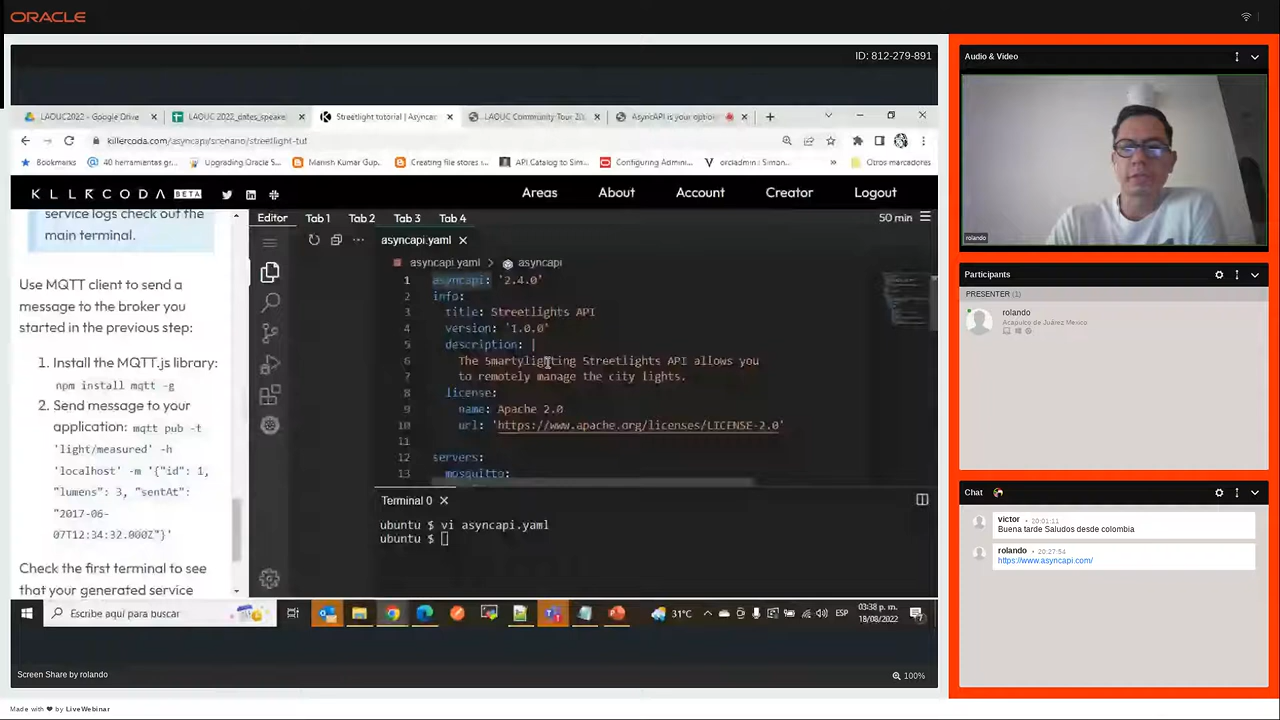 ORACLE
ID: 812-279-891
LAOUC2022 - Google Drive
LAOUC 2022_dates_speake
Streetlight tutorial | Asyncap
LAOUC Community Tour 20
AsyncAPI is your option
killercoda.com/asyncapi/scenario/streetlight-tut
Bookmarks
40 herramientas gr...
Upgrading Oracle S...
Manish Kumar Gup...
Creating file stores i...
API Catalog to Sim...
Configuring Admini...
orcladmin: Simon...
Otros marcadores
KILLERCODA BETA
Areas
About
Account
Creator
Logout
service logs check out the
main terminal.
Use MQTT client to send a
message to the broker you
started in the previous step:
1. Install the MQTT.js library:
npm install mqtt -g
2. Send message to your
application: mqtt pub -t
'light/measured' -h
'localhost' -m '{"id": 1,
"lumens": 3, "sentAt":
"2017-06-
07T12:34:32.000Z"}'
Check the first terminal to see
that your generated service
Editor
Tab 1
Tab 2
Tab 3
Tab 4
50 min
asyncapi.yaml
asyncapi.yaml > asyncapi
1 asyncapi: '2.4.0'
2 info:
3 title: Streetlights API
4 version: '1.0.0'
5 description: |
6 The Smartylighting Streetlights API allows you
7 to remotely manage the city lights.
8 license:
9 name: Apache 2.0
10 url: 'https://www.apache.org/licenses/LICENSE-2.0'
11
12 servers:
13 mosquitto:
Terminal 0
ubuntu $ vi asyncapi.yaml
ubuntu $
Escribe aquí para buscar
31°C
ESP
03:38 p. m.
18/08/2022
7
Screen Share by rolando
100%
Made with ❤ by LiveWebinar
Audio & Video
rolando
Participants
PRESENTER (1)
rolando
Acapulco de Juárez Mexico
Chat
victor • 20:01:11
Buena tarde Saludos desde colombia
rolando • 20:27:54
https://www.asyncapi.com/